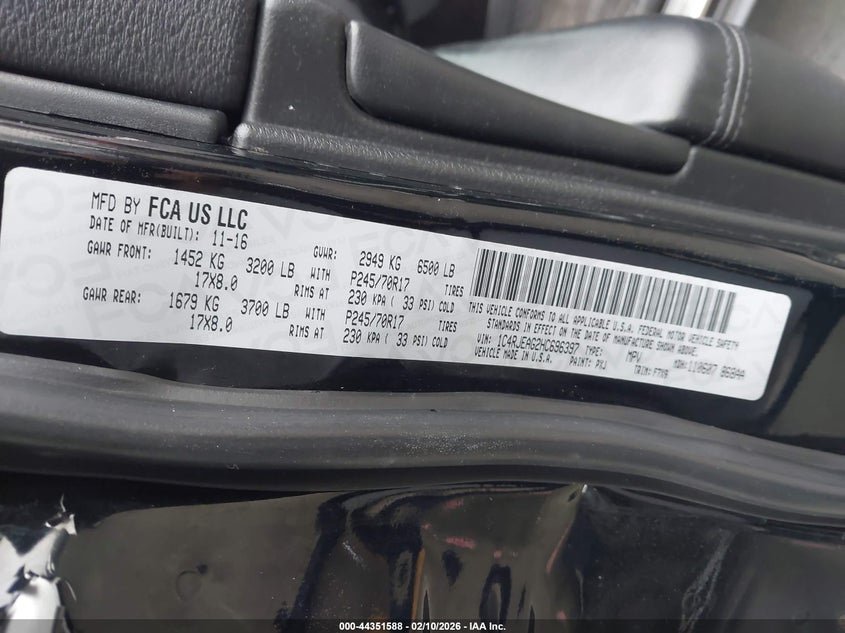 MFD BY FCA US LLC
DATE OF MFR(BUILT): 11-16
GVWR: 2949 KG 6500 LB
GAWR FRONT: 1452 KG 3200 LB WITH P245/70R17 TIRES
17X8.0 RIMS AT 230 KPA ( 33 PSI) COLD
GAWR REAR: 1679 KG 3700 LB WITH P245/70R17 TIRES
17X8.0 RIMS AT 230 KPA ( 33 PSI) COLD
THIS VEHICLE CONFORMS TO ALL APPLICABLE U.S.A. FEDERAL MOTOR VEHICLE SAFETY
STANDARDS IN EFFECT ON THE DATE OF MANUFACTURE SHOWN ABOVE.
VIN: 1C4RJEAG2HC696397 TYPE: MPV MDH: 110607 868AA
VEHICLE MADE IN U.S.A. PAINT: PXJ TRIM:
000-44351588 - 02/10/2026 - IAA Inc.